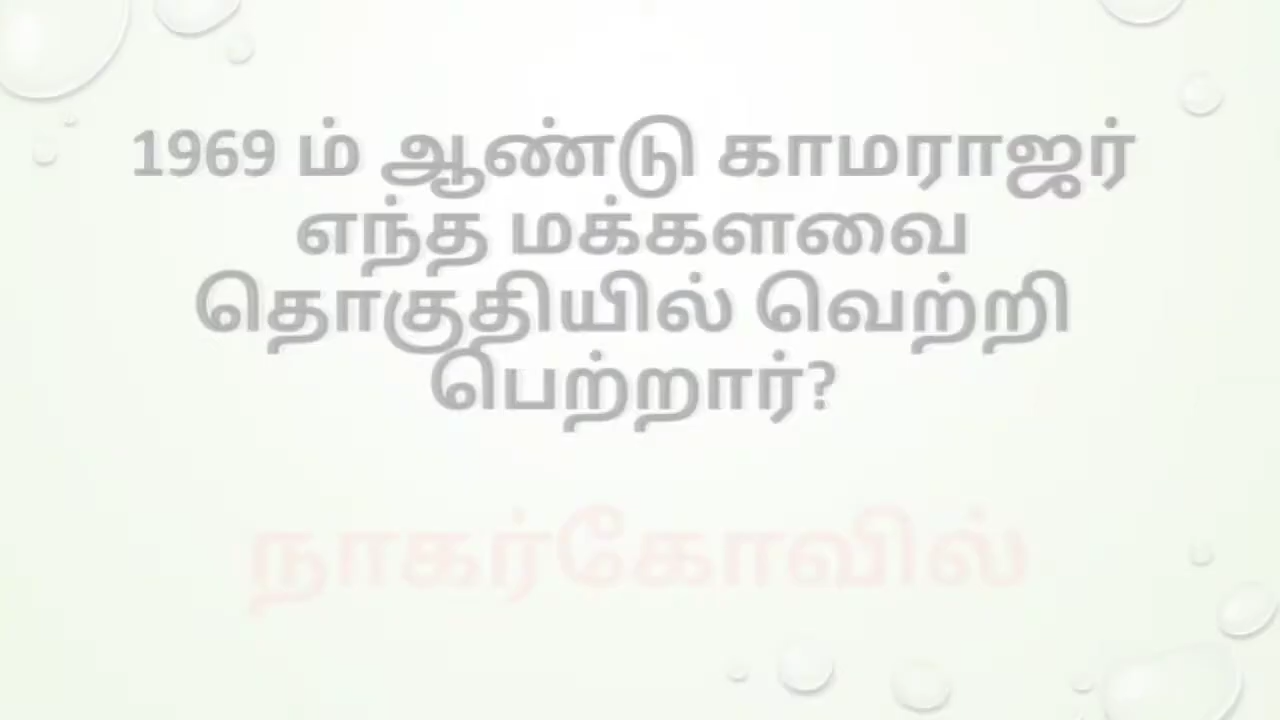 1969 ம் ஆண்டு காமராஜர்
எந்த மக்களவை
தொகுதியில் வெற்றி
பெற்றார்?
நாகர்கோவில்